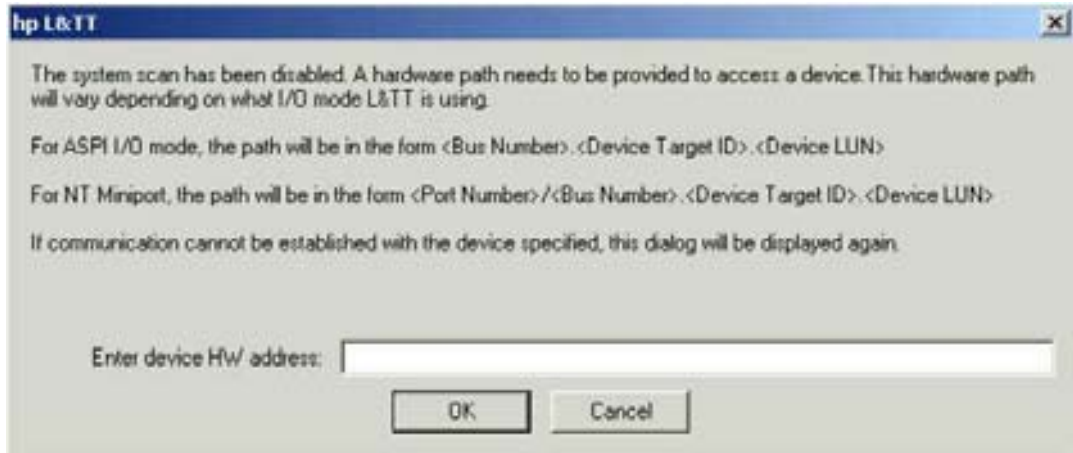 hp L&TT
The system scan has been disabled. A hardware path needs to be provided to access a device.This hardware path
will vary depending on what I/O mode L&TT is using.
For ASPI I/O mode, the path will be in the form <Bus Number>.<Device Target ID>.<Device LUN>
For NT Miniport, the path will be in the form <Port Number>/<Bus Number>.<Device Target ID>.<Device LUN>
If communication cannot be established with the device specified, this dialog will be displayed again.
Enter device HW address:
OK Cancel